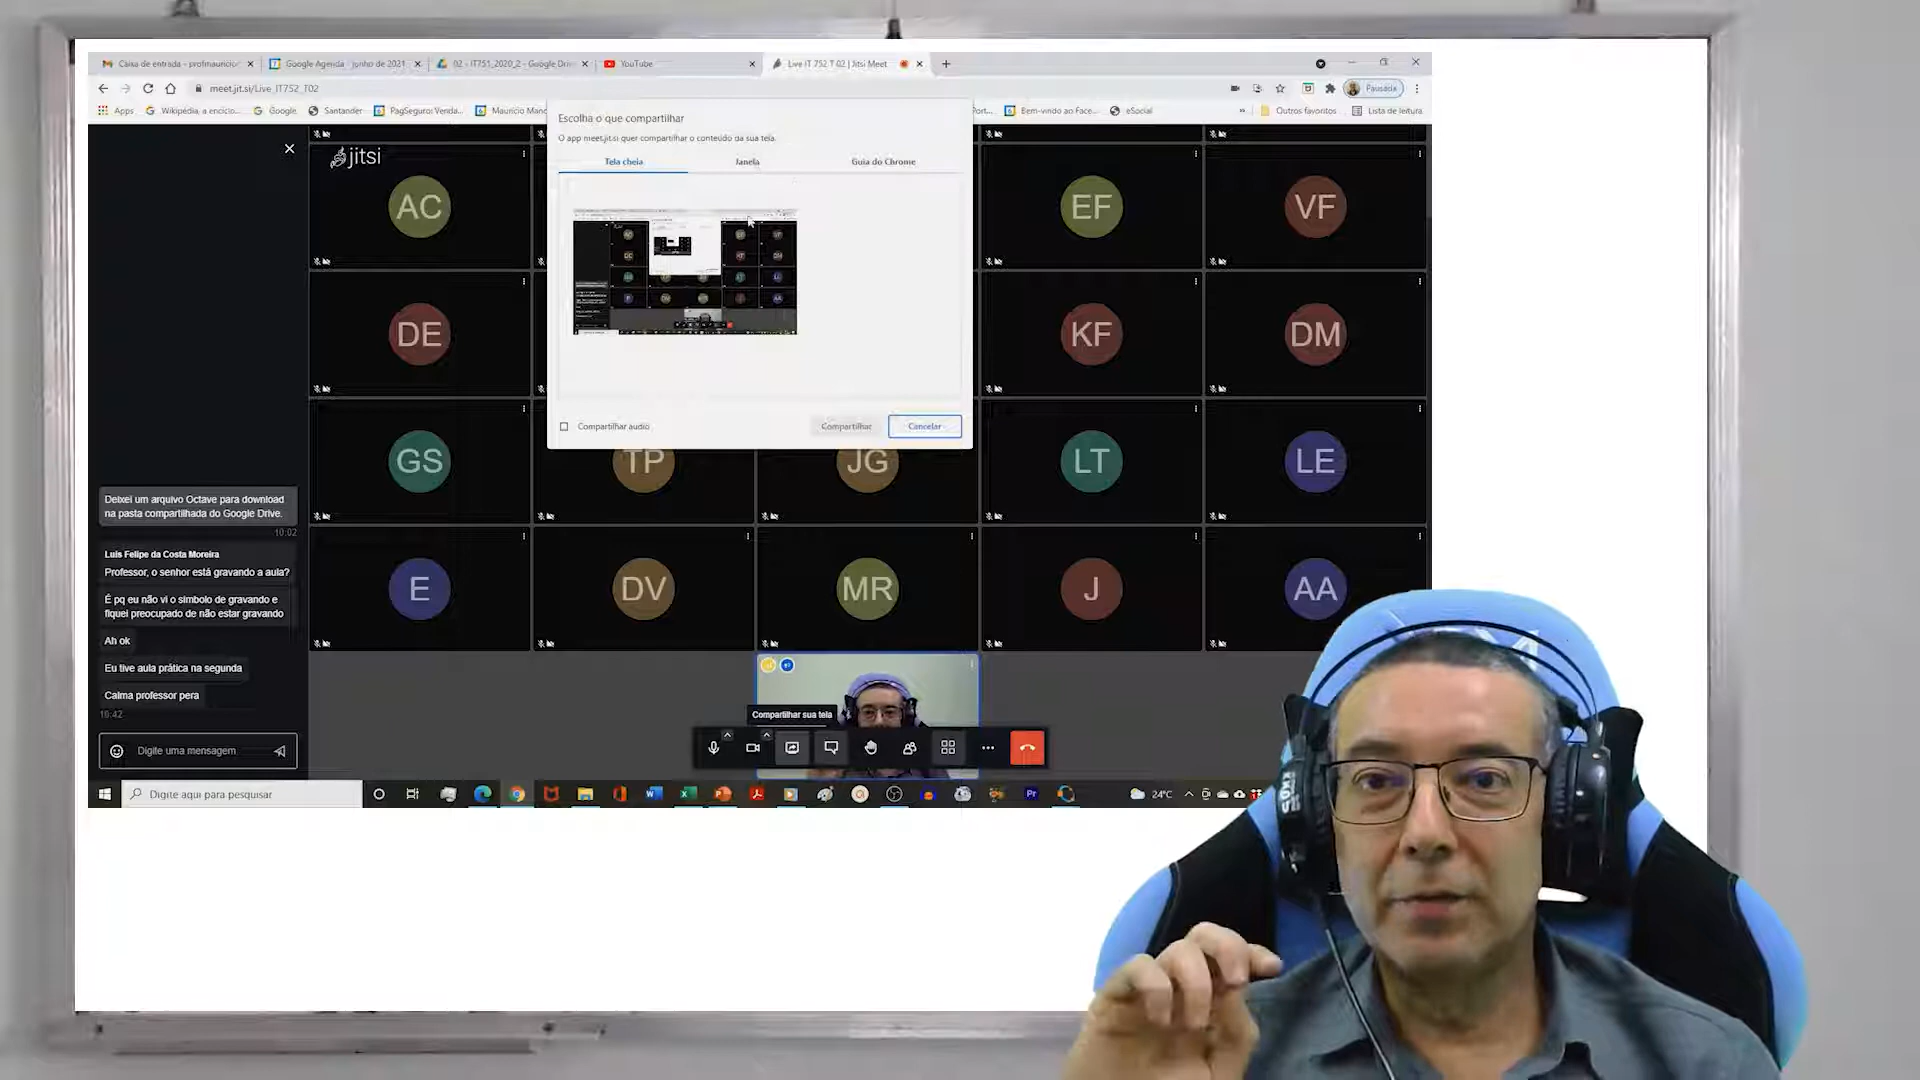 Caixa de entrada - profmauricio
Google Agenda - junho de 2021
02 - IT751_2020_2 - Google Driv
YouTube
Live IT 752 T 02 | Jitsi Meet
meet.jit.si/Live_IT752_T02
Pausada
Apps
Wikipédia, a encicio...
Google
Santander
PagSeguro: Venda...
Mauricio Manc
Port...
Bem-vindo ao Face...
eSocial
»
Outros favoritos
Lista de leitura
Escolha o que compartilhar
O app meet.jit.si quer compartilhar o conteúdo da sua tela.
Tela cheia
Janela
Guia do Chrome
Compartilhar áudio
Compartilhar
Cancelar
jitsi
AC
EF
VF
DE
KF
DM
GS
TP
JG
LT
LE
E
DV
MR
J
AA
Deixei um arquivo Octave para download
na pasta compartilhada do Google Drive.
10:02
Luis Felipe da Costa Moreira
Professor, o senhor está gravando a aula?
É pq eu não vi o simbolo de gravando e
fiquei preocupado de não estar gravando
Ah ok
Eu tive aula prática na segunda
Calma professor pera
10:42
Digite uma mensagem
Compartilhar sua tela
Digite aqui para pesquisar
24°C